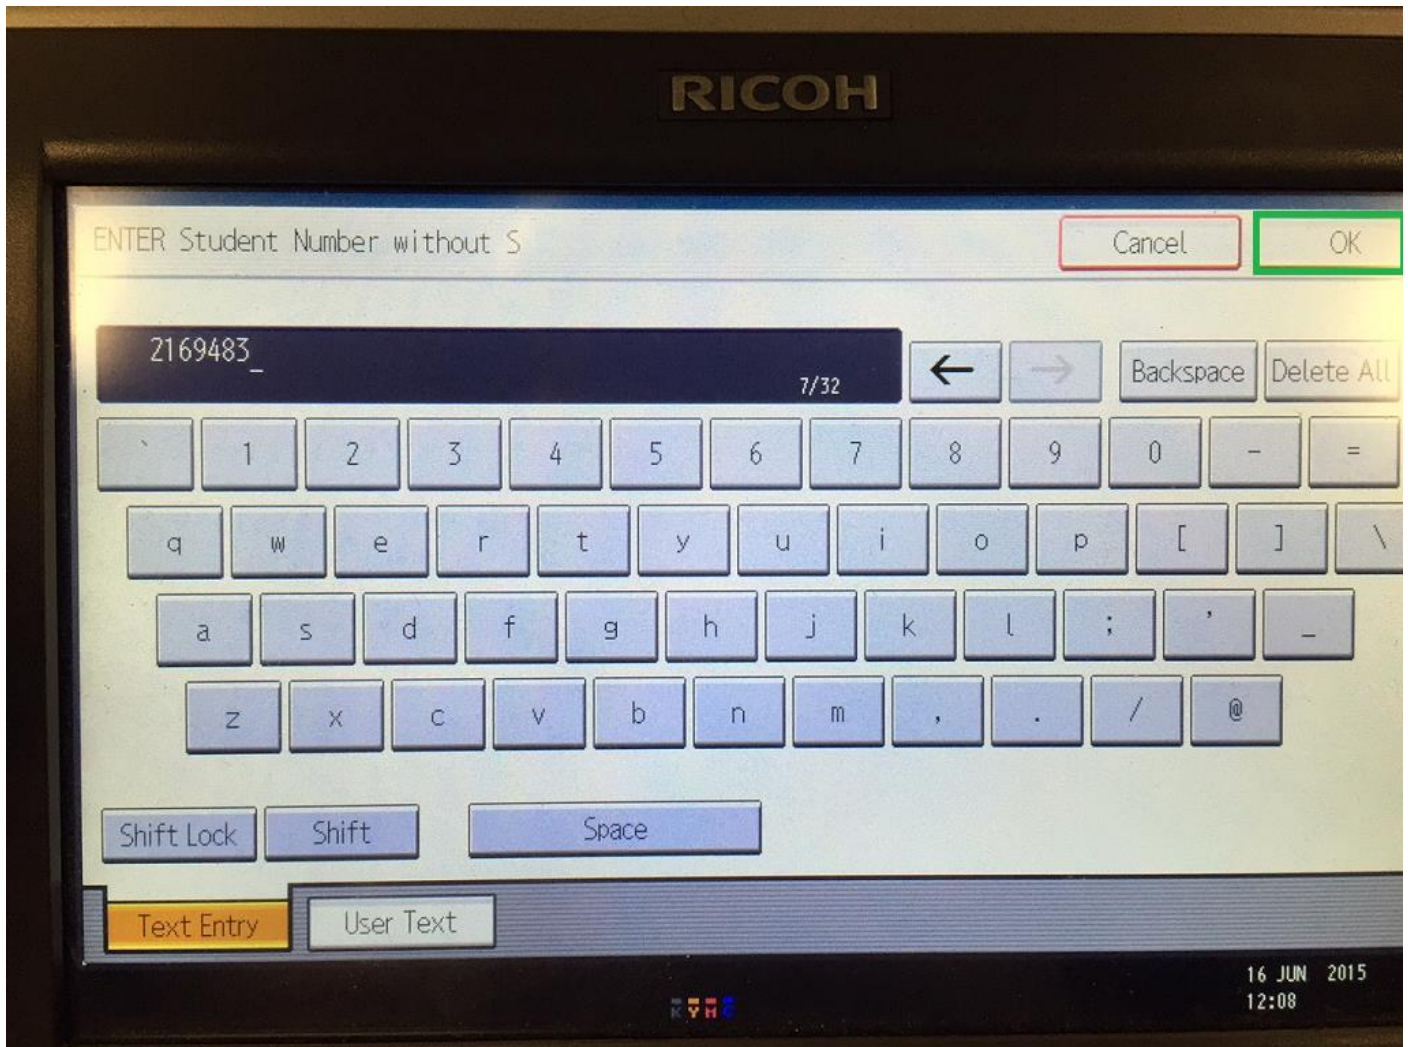 RICOH
ENTER Student Number without S Cancel OK
2169483_
7/32 ← → Backspace Delete All
` 1 2 3 4 5 6 7 8 9 0 - =
q w e r t y u i o p [ ] \
a s d f g h j k l ; ' _
z x c v b n m , . / @
Shift Lock Shift Space
Text Entry User Text
16 JUN 2015
K Y M C 12:08